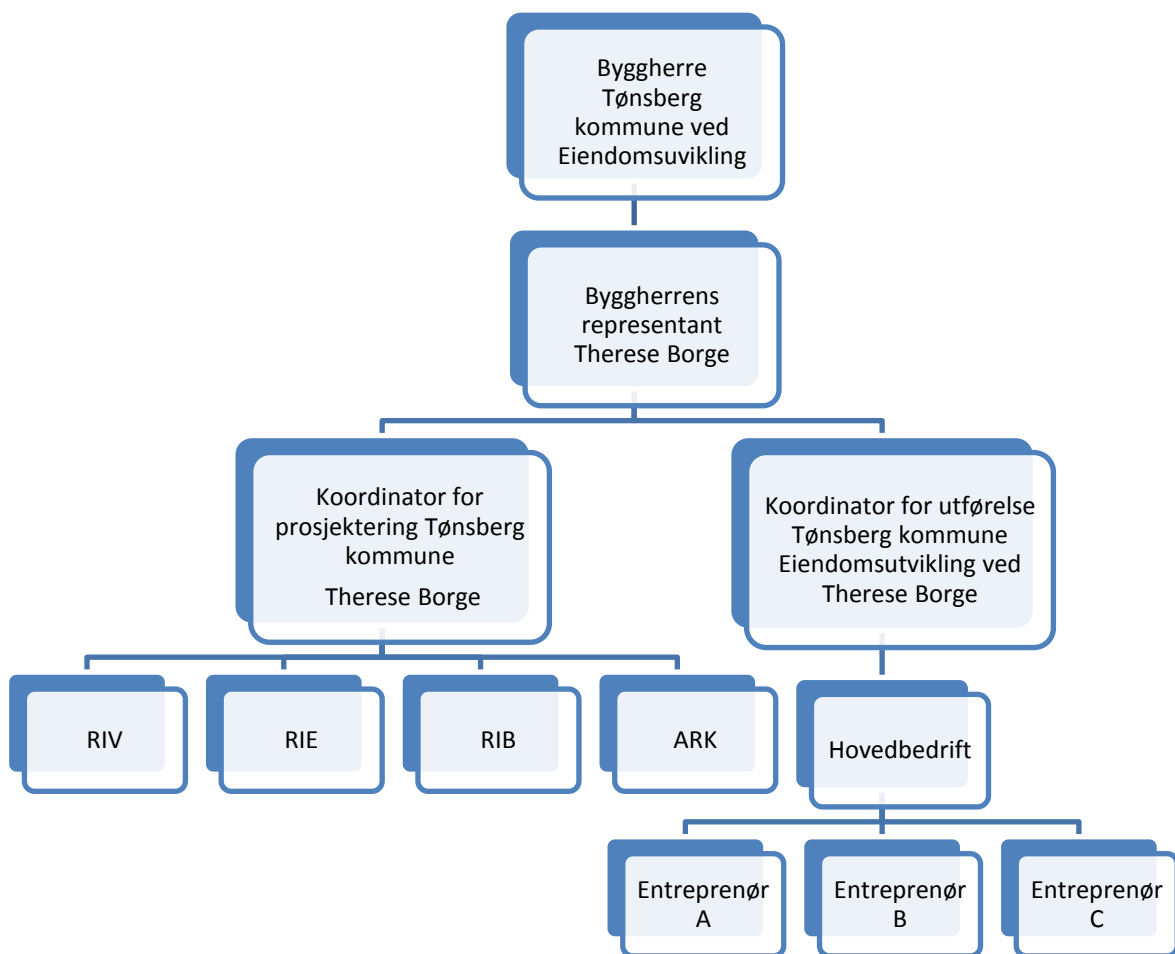 Byggherre
Tønsberg
kommune ved
Eiendomsuvikling
Byggherrens
representant
Therese Borge
Koordinator for
prosjektering Tønsberg
kommune
Therese Borge
Koordinator for utførelse
Tønsberg kommune
Eiendomsutvikling ved
Therese Borge
RIV
RIE
RIB
ARK
Hovedbedrift
Entreprenør
A
Entreprenør
B
Entreprenør
C